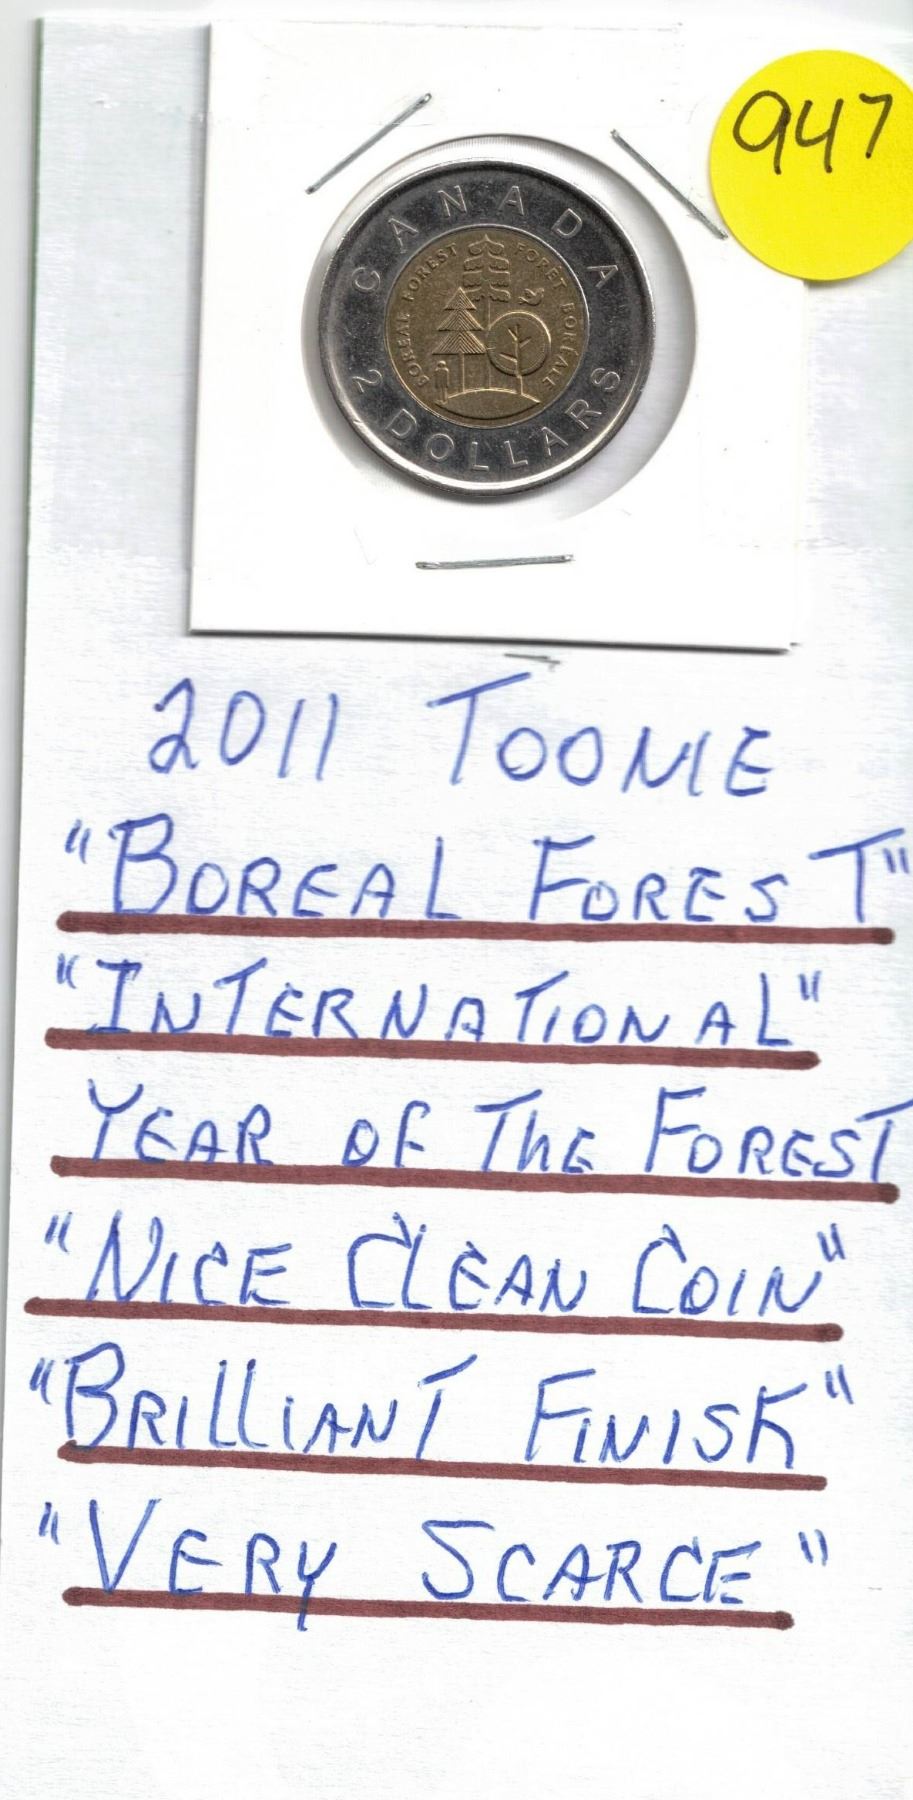 947
CANADA
BOREAL FOREST FORÊT BORÉALE
2 DOLLARS
2011 TOONIE
"BOREAL FOREST"
"INTERNATIONAL"
YEAR OF THE FOREST
"NICE CLEAN COIN"
"BRILLIANT FINISH"
"VERY SCARCE"